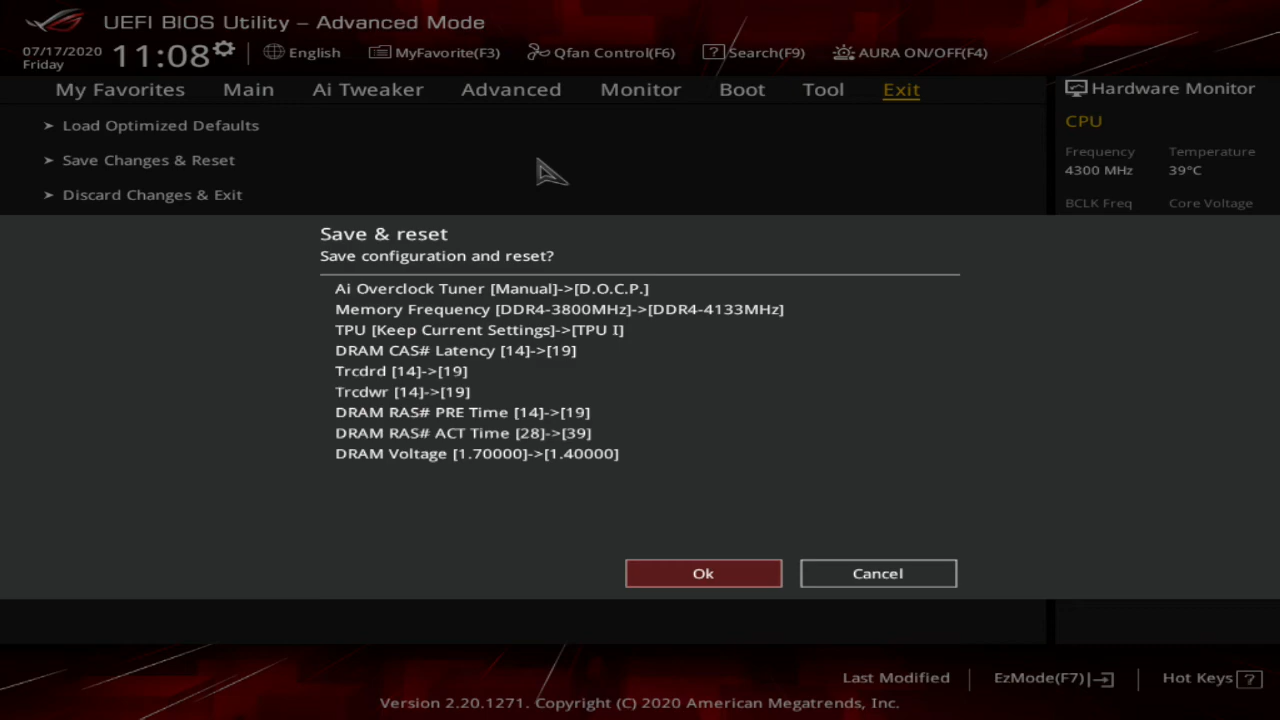 UEFI BIOS Utility – Advanced Mode
07/17/2020
Friday
11:08
English
MyFavorite(F3)
Qfan Control(F6)
? Search(F9)
AURA ON/OFF(F4)
My Favorites Main Ai Tweaker Advanced Monitor Boot Tool Exit
Hardware Monitor
Load Optimized Defaults
Save Changes & Reset
Discard Changes & Exit
CPU
Frequency Temperature
4300 MHz 39°C
BCLK Freq Core Voltage
Save & reset
Save configuration and reset?
Ai Overclock Tuner [Manual]->[D.O.C.P.]
Memory Frequency [DDR4-3800MHz]->[DDR4-4133MHz]
TPU [Keep Current Settings]->[TPU I]
DRAM CAS# Latency [14]->[19]
Trcdrd [14]->[19]
Trcdwr [14]->[19]
DRAM RAS# PRE Time [14]->[19]
DRAM RAS# ACT Time [28]->[39]
DRAM Voltage [1.70000]->[1.40000]
Ok Cancel
Last Modified EzMode(F7) Hot Keys ?
Version 2.20.1271. Copyright (C) 2020 American Megatrends, Inc.